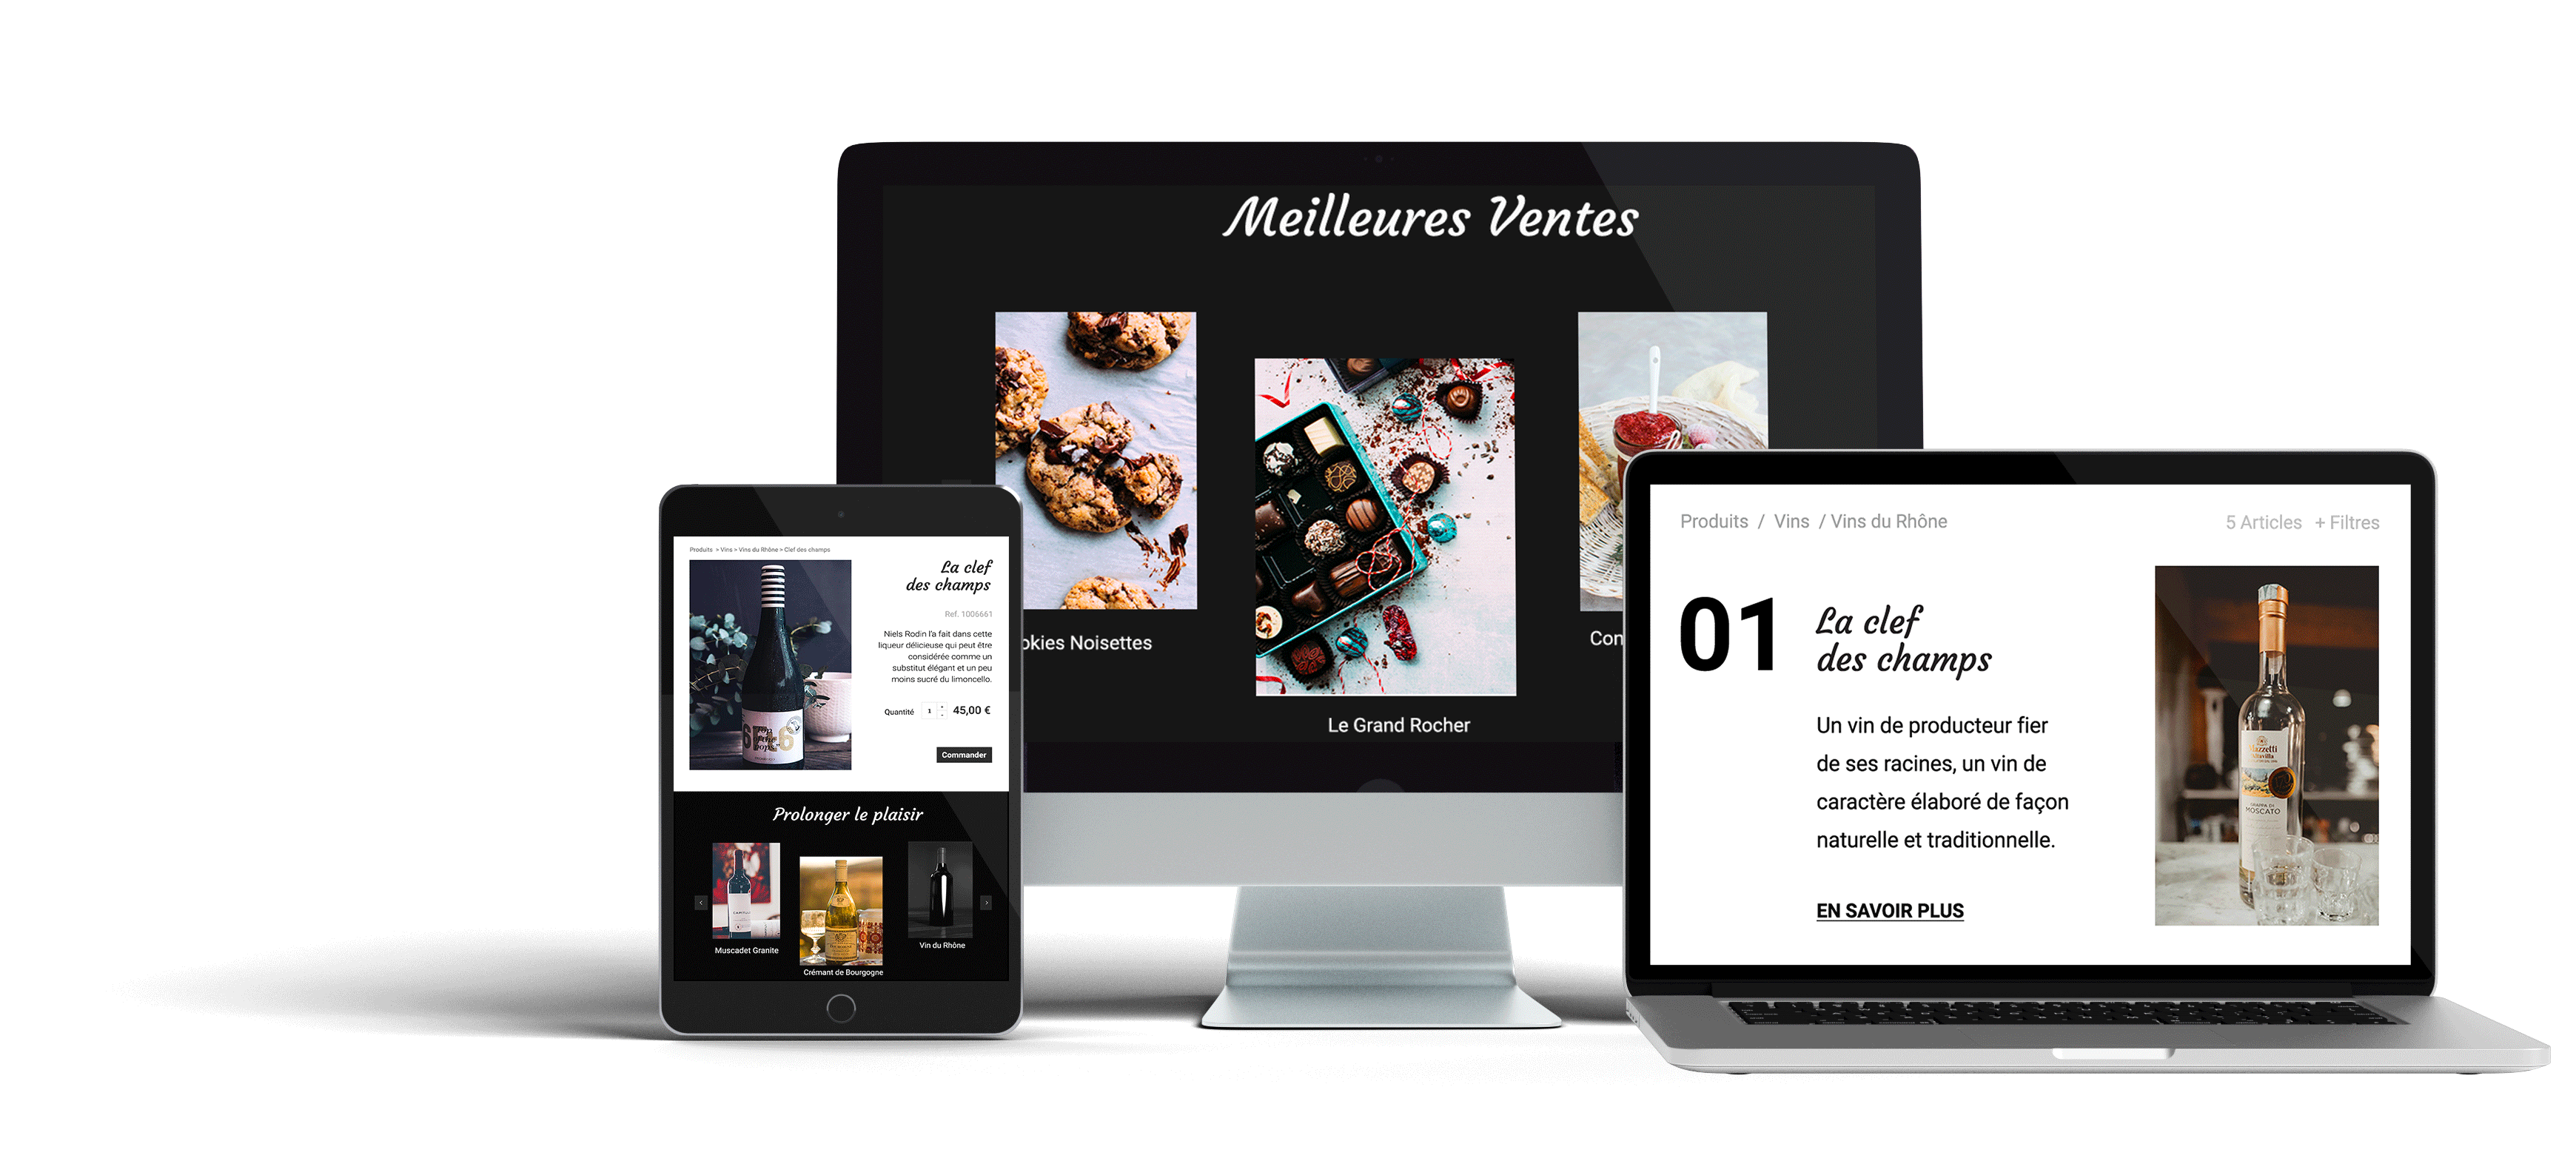 Meilleures Ventes
okies Noisettes
Le Grand Rocher
Con
Produits > Vins > Vins du Rhône > Clef des champs
La clef
des champs
Ref. 1006661
Niels Rodin l'a fait dans cette
liqueur délicieuse qui peut être
considérée comme un
substitut élégant et un peu
moins sucré du limoncello.
Quantité 1 45,00 €
Commander
Prolonger le plaisir
Muscadet Granite
Crémant de Bourgogne
Vin du Rhône
Produits / Vins / Vins du Rhône
5 Articles + Filtres
01
La clef
des champs
Un vin de producteur fier
de ses racines, un vin de
caractère élaboré de façon
naturelle et traditionnelle.
EN SAVOIR PLUS
Mazzetti
GRAPPA DI
MOSCATO